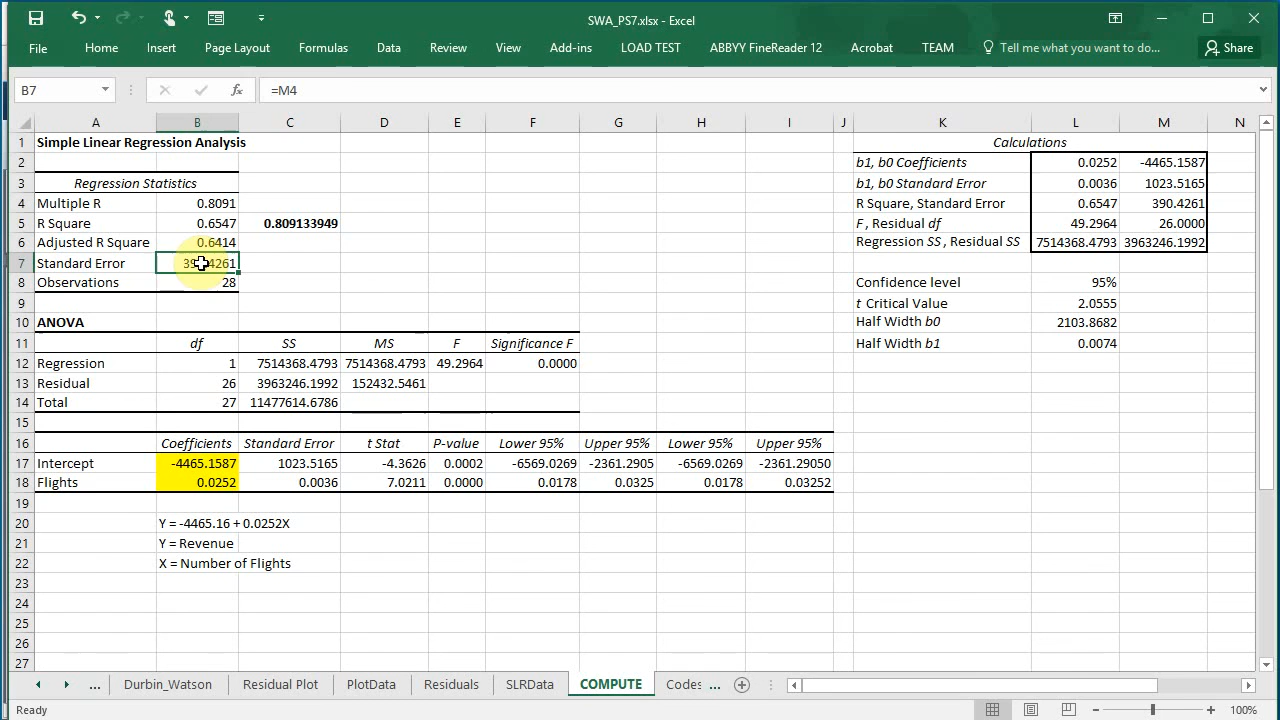 SWA_PS7.xlsx - Excel
File Home Insert Page Layout Formulas Data Review View Add-ins LOAD TEST ABBYY FineReader 12 Acrobat TEAM Tell me what you want to do... Share
B7 fx =M4
A B C D E F G H I J K L M N
1 Simple Linear Regression Analysis Calculations
2 b1, b0 Coefficients 0.0252 -4465.1587
3 Regression Statistics b1, b0 Standard Error 0.0036 1023.5165
4 Multiple R 0.8091 R Square, Standard Error 0.6547 390.4261
5 R Square 0.6547 0.809133949 F, Residual df 49.2964 26.0000
6 Adjusted R Square 0.6414 Regression SS, Residual SS 7514368.4793 3963246.1992
7 Standard Error 390.4261
8 Observations 28 Confidence level 95%
9 t Critical Value 2.0555
10 ANOVA Half Width b0 2103.8682
11 df SS MS F Significance F Half Width b1 0.0074
12 Regression 1 7514368.4793 7514368.4793 49.2964 0.0000
13 Residual 26 3963246.1992 152432.5461
14 Total 27 11477614.6786
15
16 Coefficients Standard Error t Stat P-value Lower 95% Upper 95% Lower 95% Upper 95%
17 Intercept -4465.1587 1023.5165 -4.3626 0.0002 -6569.0269 -2361.2905 -6569.0269 -2361.29050
18 Flights 0.0252 0.0036 7.0211 0.0000 0.0178 0.0325 0.0178 0.03252
19
20 Y = -4465.16 + 0.0252X
21 Y = Revenue
22 X = Number of Flights
23
24
25
26
27
... Durbin_Watson Residual Plot PlotData Residuals SLRData COMPUTE Codes ...
Ready 100%